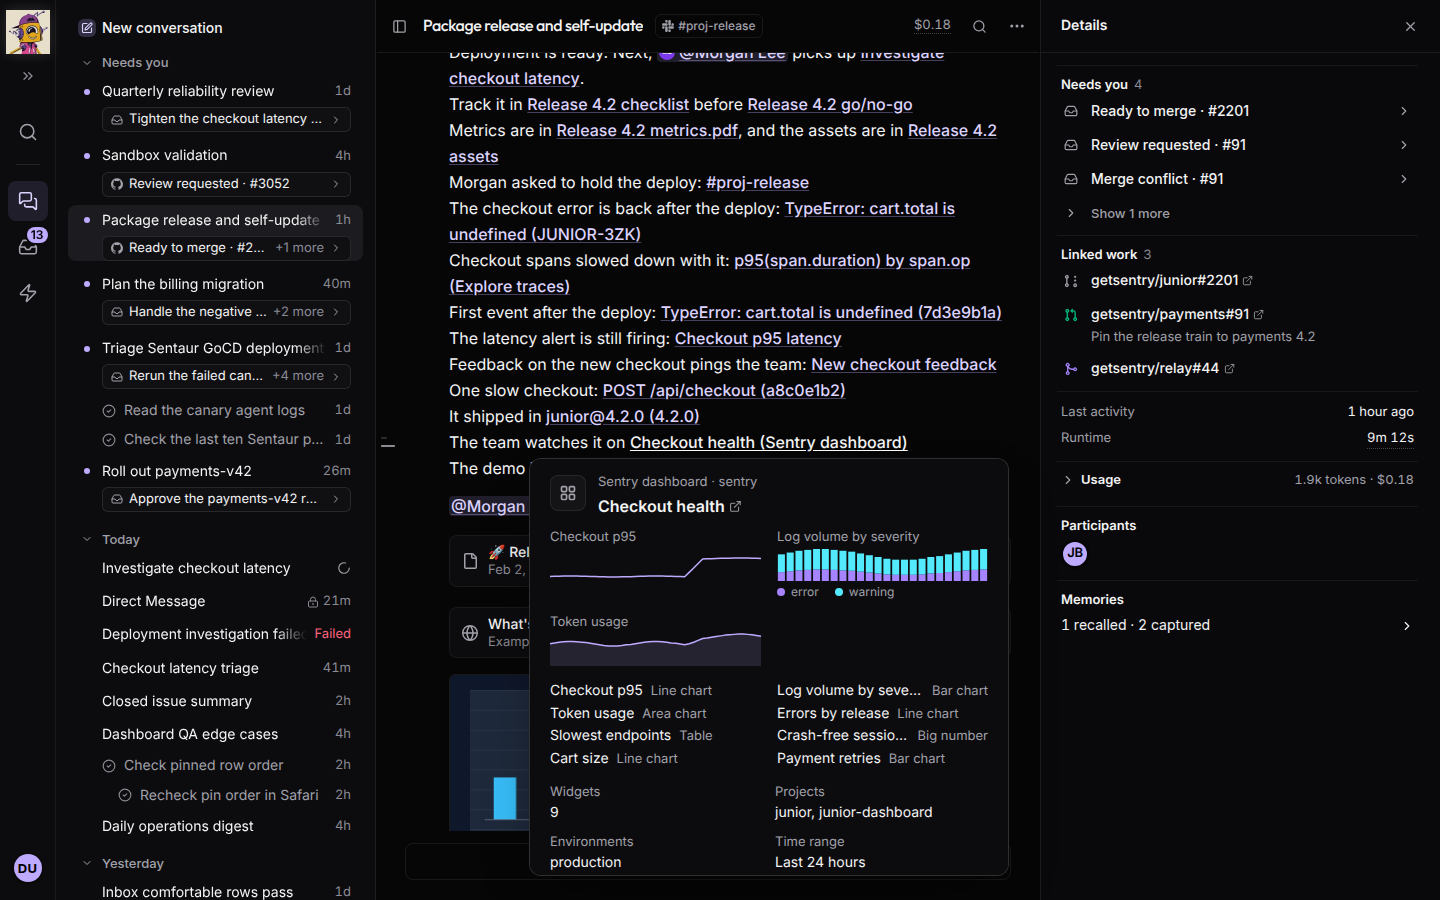 New conversation
Needs you
Quarterly reliability review 1d
Tighten the checkout latency ...
Sandbox validation 4h
Review requested · #3052
Package release and self-update 1h
Ready to merge · #2... +1 more
13
Plan the billing migration 40m
Handle the negative ... +2 more
Triage Sentaur GoCD deployment 1d
Rerun the failed can... +4 more
Read the canary agent logs 1d
Check the last ten Sentaur p... 1d
Roll out payments-v42 26m
Approve the payments-v42 r...
Today
Investigate checkout latency
Direct Message 21m
Deployment investigation failed Failed
Checkout latency triage 41m
Closed issue summary 2h
Dashboard QA edge cases 4h
Check pinned row order 2h
Recheck pin order in Safari 2h
Daily operations digest 4h
Yesterday
Inbox comfortable rows pass 1d
DU
Package release and self-update #proj-release $0.18
Deployment is ready. Next, @Morgan Lee picks up investigate
checkout latency.
Track it in Release 4.2 checklist before Release 4.2 go/no-go
Metrics are in Release 4.2 metrics.pdf, and the assets are in Release 4.2
assets
Morgan asked to hold the deploy: #proj-release
The checkout error is back after the deploy: TypeError: cart.total is
undefined (JUNIOR-3ZK)
Checkout spans slowed down with it: p95(span.duration) by span.op
(Explore traces)
First event after the deploy: TypeError: cart.total is undefined (7d3e9b1a)
The latency alert is still firing: Checkout p95 latency
Feedback on the new checkout pings the team: New checkout feedback
One slow checkout: POST /api/checkout (a8c0e1b2)
It shipped in junior@4.2.0 (4.2.0)
The team watches it on Checkout health (Sentry dashboard)
The demo
@Morgan
🚀 Rel
Feb 2,
What's
Examp
Sentry dashboard · sentry
Checkout health
Checkout p95
Log volume by severity
error warning
Token usage
Checkout p95 Line chart
Log volume by seve... Bar chart
Token usage Area chart
Errors by release Line chart
Slowest endpoints Table
Crash-free sessio... Big number
Cart size Line chart
Payment retries Bar chart
Widgets
9
Projects
junior, junior-dashboard
Environments
production
Time range
Last 24 hours
Details
Needs you 4
Ready to merge · #2201
Review requested · #91
Merge conflict · #91
Show 1 more
Linked work 3
getsentry/junior#2201
getsentry/payments#91
Pin the release train to payments 4.2
getsentry/relay#44
Last activity 1 hour ago
Runtime 9m 12s
Usage 1.9k tokens · $0.18
Participants
JB
Memories
1 recalled · 2 captured